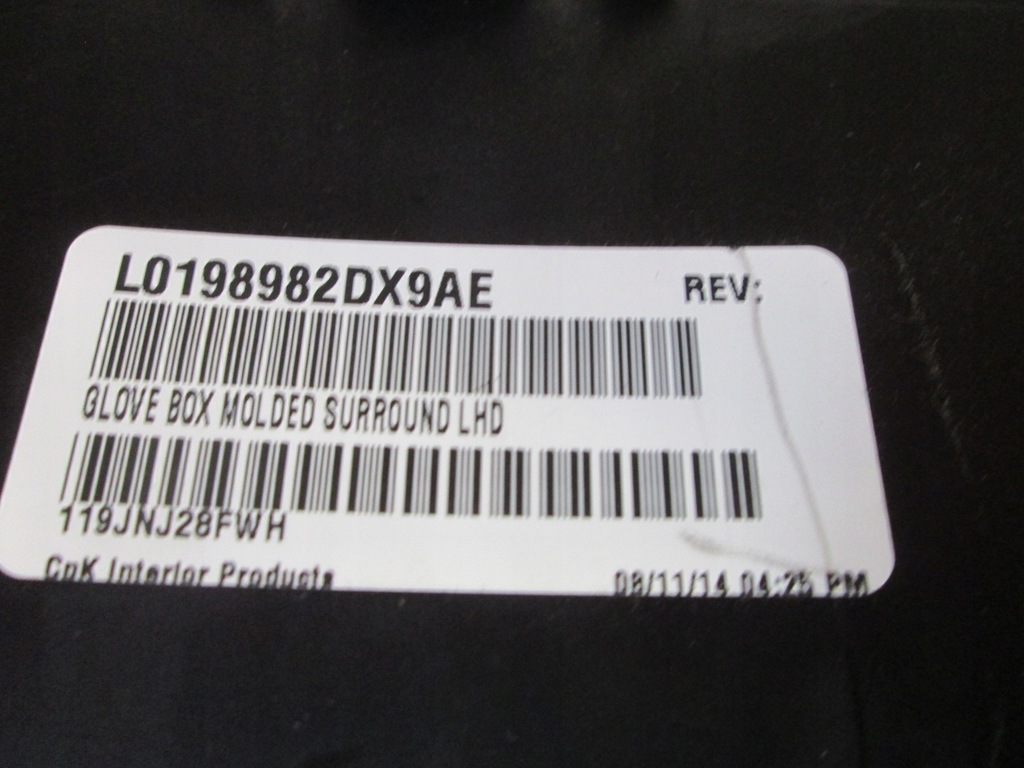 L0198982DX9AE REV:
GLOVE BOX MOLDED SURROUND LHD
119JNJ28FWH
CpK Interior Products 08/11/14 04:25 PM